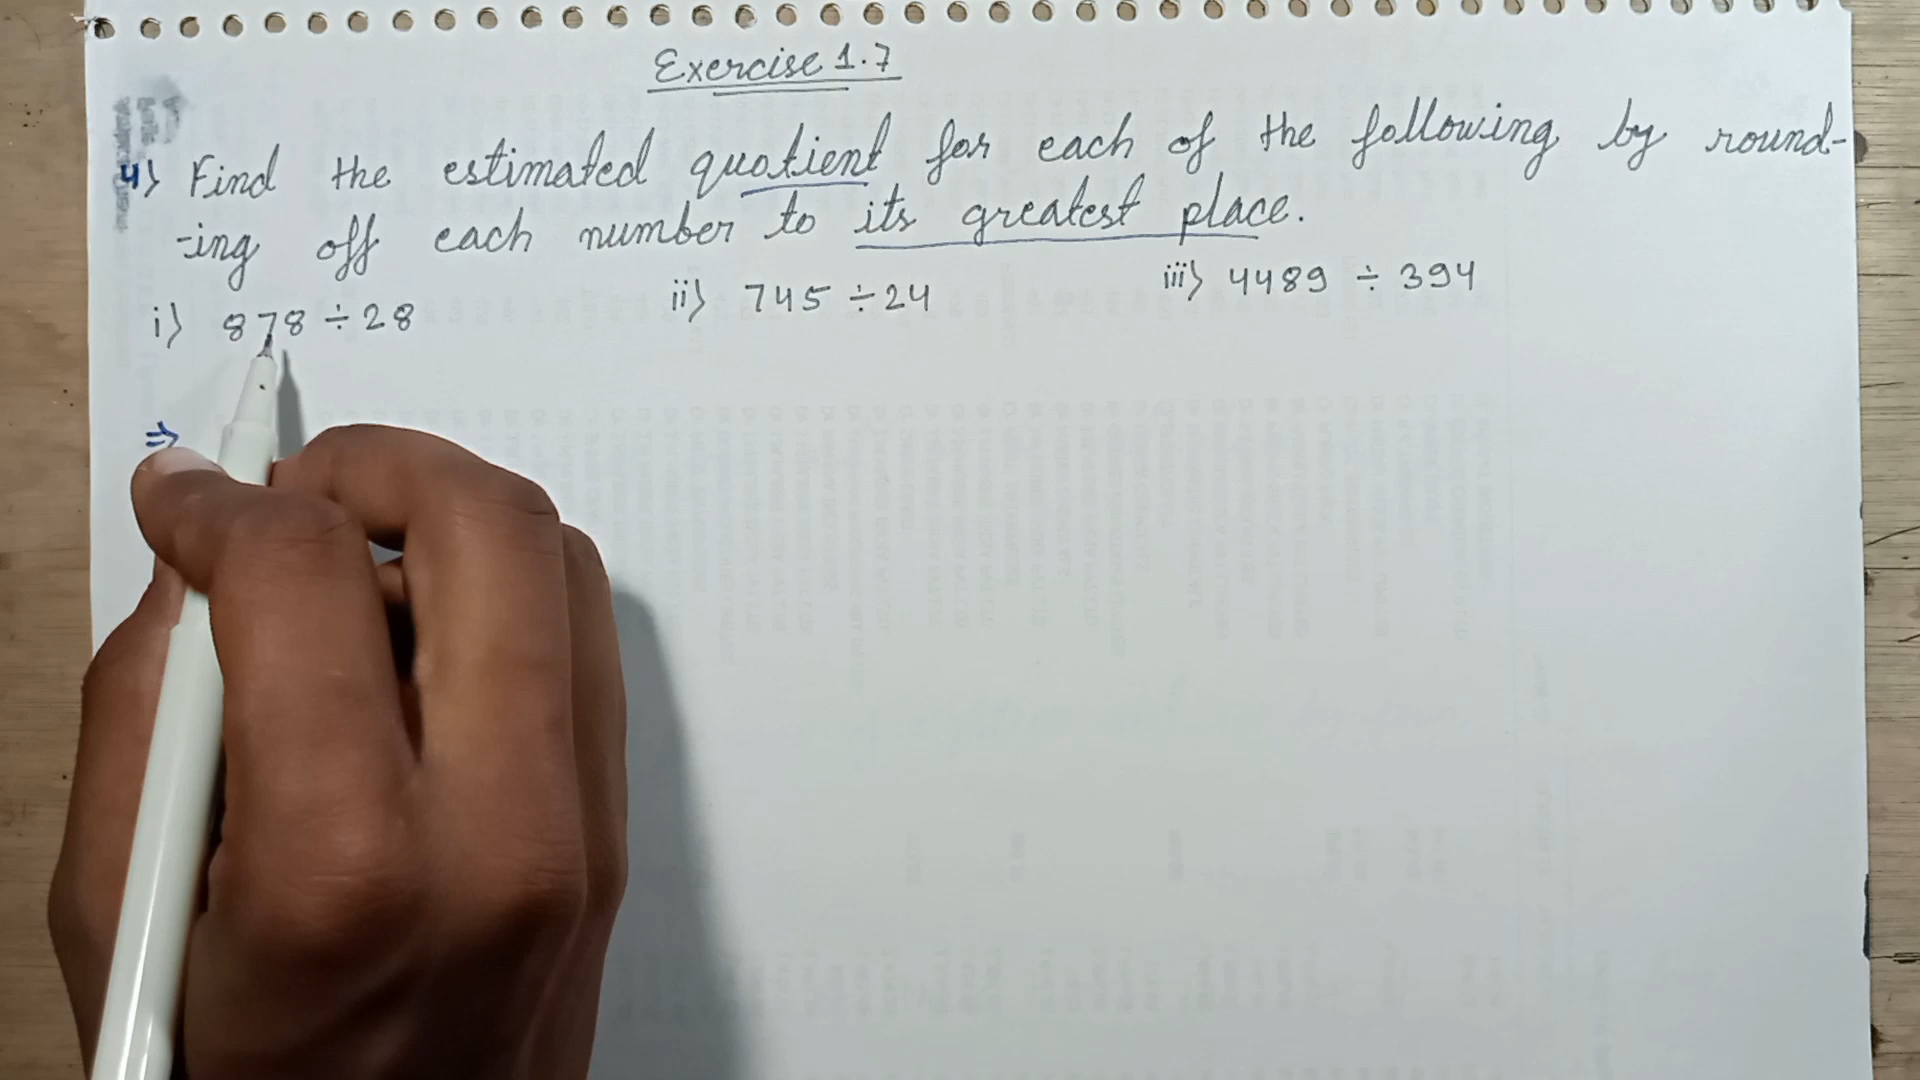 Exercise 1.7
4) Find the estimated quotient for each of the following by round-
-ing off each number to its greatest place.
i) 878 ÷ 28 ii) 745 ÷ 24 iii) 4489 ÷ 394
⇒